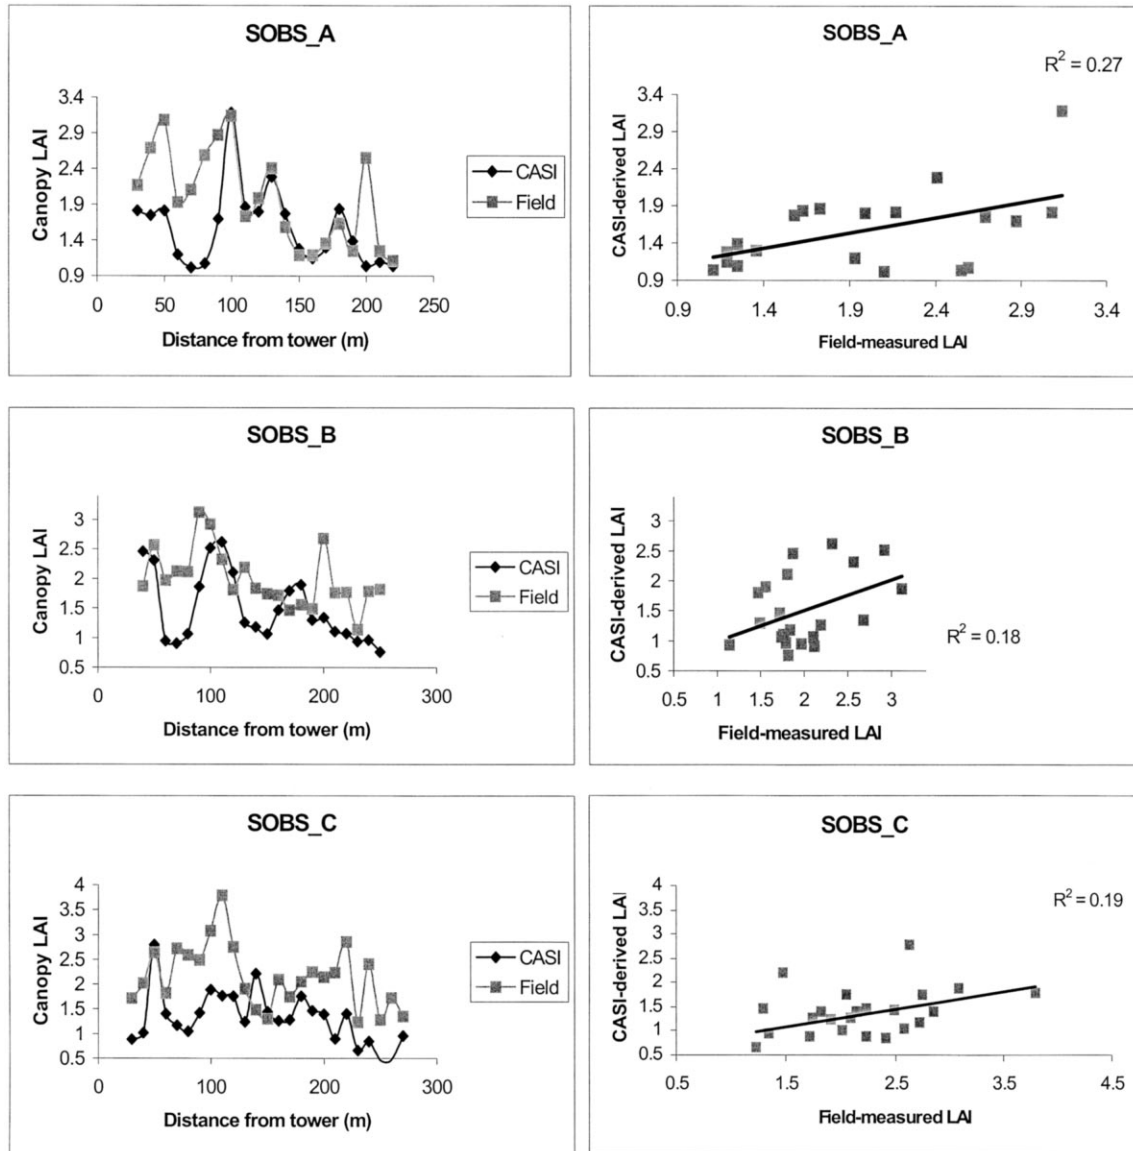 SOBS_A
Canopy LAI
3.4
2.9
2.4
1.9
1.4
0.9
0 50 100 150 200 250
Distance from tower (m)
CASI
Field
SOBS_A
R² = 0.27
CASI-derived LAI
3.4
2.9
2.4
1.9
1.4
0.9
0.9 1.4 1.9 2.4 2.9 3.4
Field-measured LAI
SOBS_B
Canopy LAI
3
2.5
2
1.5
1
0.5
0 100 200 300
Distance from tower (m)
CASI
Field
SOBS_B
CASI-derived LAI
3
2.5
2
1.5
1
0.5
0.5 1 1.5 2 2.5 3
R² = 0.18
Field-measured LAI
SOBS_C
Canopy LAI
4
3.5
3
2.5
2
1.5
1
0.5
0 100 200 300
Distance from tower (m)
CASI
Field
SOBS_C
R² = 0.19
CASI-derived LAI
4
3.5
3
2.5
2
1.5
1
0.5
0.5 1.5 2.5 3.5 4.5
Field-measured LAI